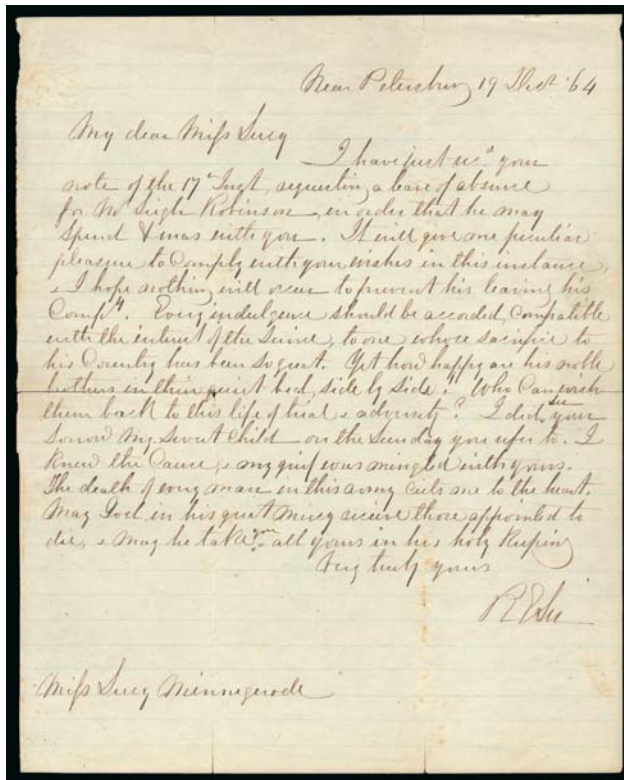 Near Petersburg 19 Dec '64
My dear Miss Lucy
I have just recd your
note of the 17th Inst, requesting a leave of absence
for Mr Leigh Robinson, in order that he may
spend Xmas with you. It will give me peculiar
pleasure to comply with your wishes in this instance
& I hope nothing will occur to prevent his leaving his
Compy. Every indulgence should be accorded, compatible
with the interest of the Service, to one whose sacrifice to
his Country has been so great. Yet how happy are his noble
brothers in their quiet bed, side by side." Who can wish
them back to this life of trial & adversity? I did see your
sorrow my sweet child on the Sunday you refer to. I
knew the cause, & my grief was mingled with yours.
The death of every man in this army cuts me to the heart.
May God in his great mercy receive those appointed to
die, & may he take you & all yours in his holy keeping
Very truly yours
R E Lee
Miss Lucy Minnegerode